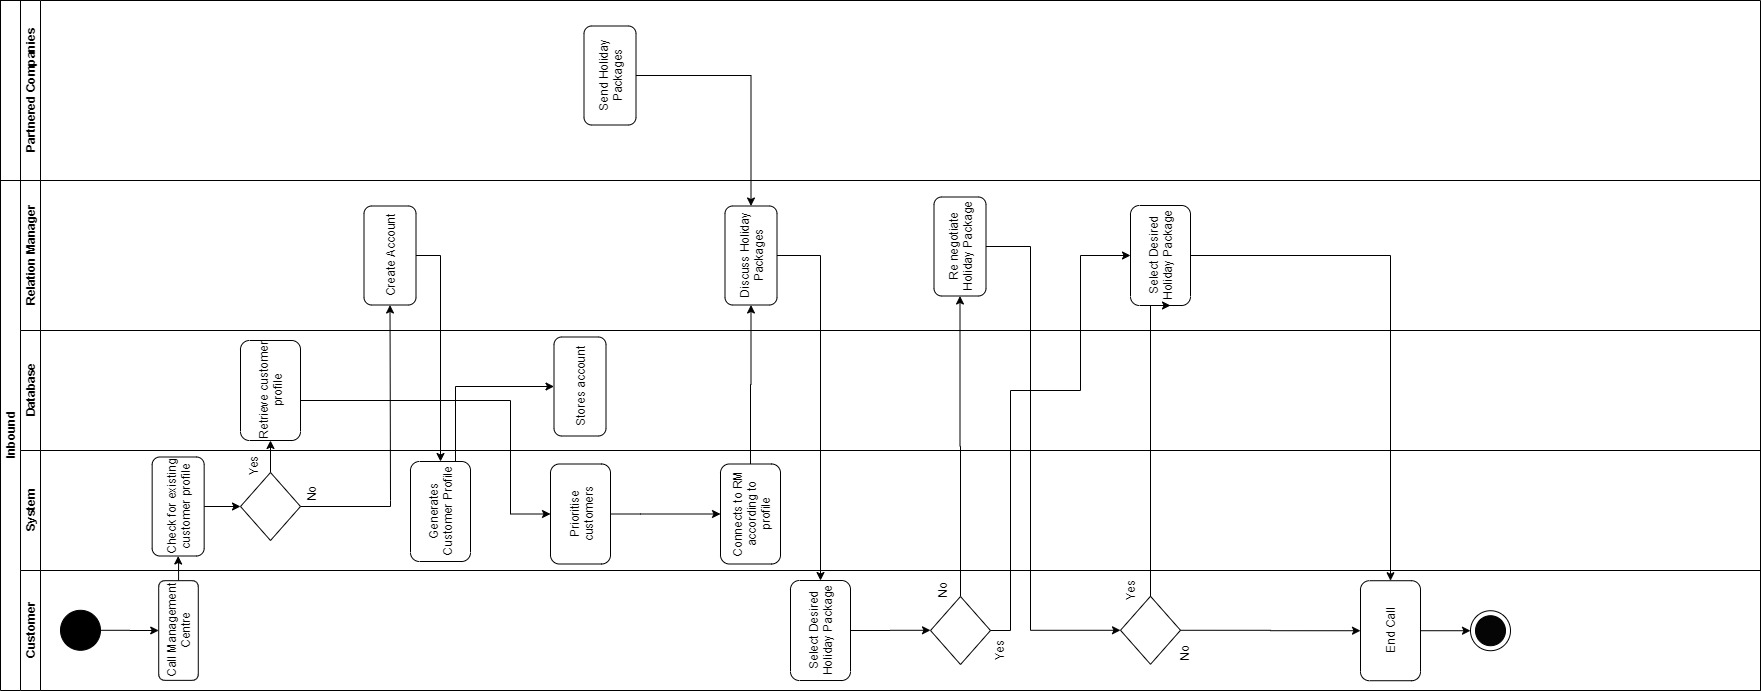 Inbound
Partnered Companies
Send Holiday
Packages
Relation Manager
Create Account
Discuss Holiday
Packages
Re negotiate
Holiday Package
Select Desired
Holiday Package
Database
Retrieve customer
profile
Stores account
System
Check for existing
customer profile
Yes
No
Generates
Customer Profile
Prioritise
customers
Connects to RM
according to
profile
Customer
Call Management
Centre
Select Desired
Holiday Package
No
Yes
Yes
No
End Call